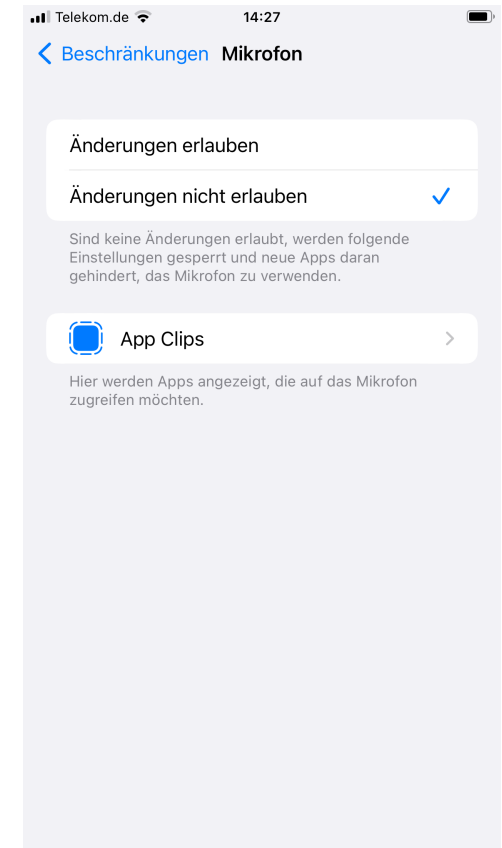 Telekom.de 14:27
Beschränkungen Mikrofon
Änderungen erlauben
Änderungen nicht erlauben
Sind keine Änderungen erlaubt, werden folgende
Einstellungen gesperrt und neue Apps daran
gehindert, das Mikrofon zu verwenden.
App Clips
Hier werden Apps angezeigt, die auf das Mikrofon
zugreifen möchten.